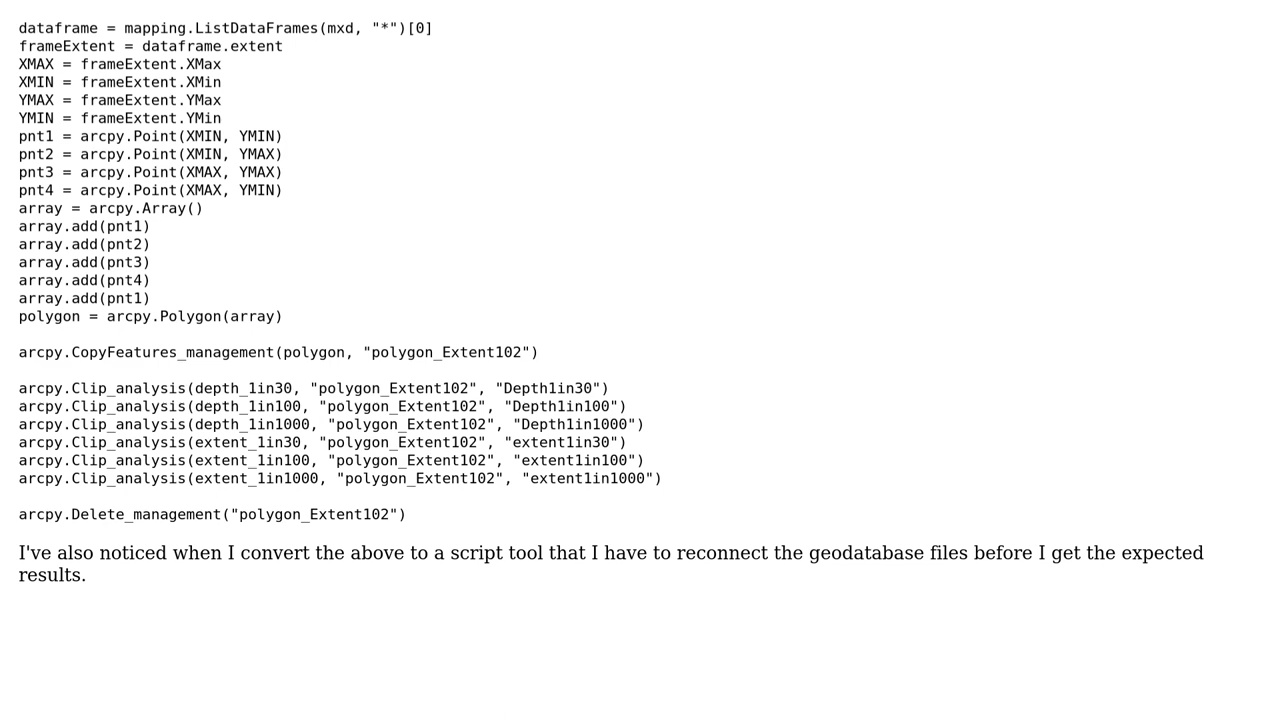 dataframe = mapping.ListDataFrames(mxd, "*")[0]
frameExtent = dataframe.extent
XMAX = frameExtent.XMax
XMIN = frameExtent.XMin
YMAX = frameExtent.YMax
YMIN = frameExtent.YMin
pnt1 = arcpy.Point(XMIN, YMIN)
pnt2 = arcpy.Point(XMIN, YMAX)
pnt3 = arcpy.Point(XMAX, YMAX)
pnt4 = arcpy.Point(XMAX, YMIN)
array = arcpy.Array()
array.add(pnt1)
array.add(pnt2)
array.add(pnt3)
array.add(pnt4)
array.add(pnt1)
polygon = arcpy.Polygon(array)
arcpy.CopyFeatures_management(polygon, "polygon_Extent102")
arcpy.Clip_analysis(depth_1in30, "polygon_Extent102", "Depth1in30")
arcpy.Clip_analysis(depth_1in100, "polygon_Extent102", "Depth1in100")
arcpy.Clip_analysis(depth_1in1000, "polygon_Extent102", "Depth1in1000")
arcpy.Clip_analysis(extent_1in30, "polygon_Extent102", "extent1in30")
arcpy.Clip_analysis(extent_1in100, "polygon_Extent102", "extent1in100")
arcpy.Clip_analysis(extent_1in1000, "polygon_Extent102", "extent1in1000")
arcpy.Delete_management("polygon_Extent102")
I've also noticed when I convert the above to a script tool that I have to reconnect the geodatabase files before I get the expected
results.